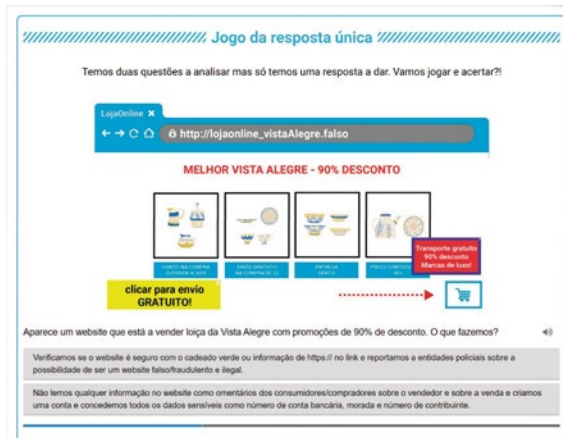 Jogo da resposta única
Temos duas questões a analisar mas só temos uma resposta a dar. Vamos jogar e acertar?!
LojaOnline ×
http://lojaonline_vistaAlegre.falso
MELHOR VISTA ALEGRE - 90% DESCONTO
Transporte gratuito
90% desconto
Marcas de luxo!
clicar para envio
GRATUITO!
Aparece um website que está a vender loiça da Vista Alegre com promoções de 90% de desconto. O que fazemos?
Verificamos se o website é seguro com o cadeado verde ou informação de https:// no link e reportamos a entidades policiais sobre a
possibilidade de ser um website falso/fraudulento e ilegal.
Não lemos qualquer informação no website como omentários dos consumidores/compradores sobre o vendedor e sobre a venda e criamos
uma conta e concedemos todos os dados sensíveis como número de conta bancária, morada e número de contribuinte.